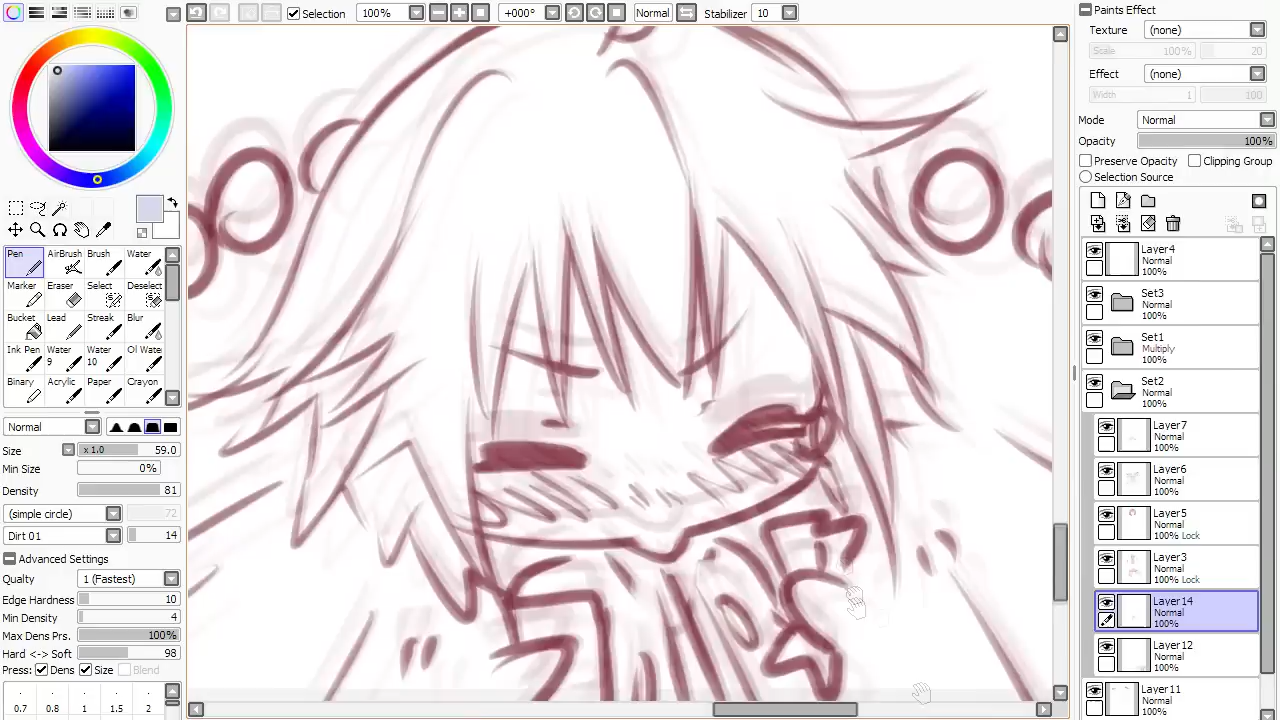 Selection 100% +000° Normal Stabilizer 10
Pen AirBrush Brush Water
Marker Eraser Select Deselect
Bucket Lead Streak Blur
Ink Pen Water 9 Water 10 Ol Wate
Binary Acrylic Paper Crayon
Normal
Size x 1.0 59.0
Min Size 0%
Density 81
(simple circle) 72
Dirt 01 14
Advanced Settings
Quality 1 (Fastest)
Edge Hardness 10
Min Density 4
Max Dens Prs. 100%
Hard <-> Soft 98
Press: Dens Size Blend
0.7 0.8 1 1.5 2
Paints Effect
Texture (none)
Scale 100% 20
Effect (none)
Width 1 100
Mode Normal
Opacity 100%
Preserve Opacity Clipping Group
Selection Source
Layer4
Normal
100%
Set3
Normal
100%
Set1
Multiply
100%
Set2
Normal
100%
Layer7
Normal
100%
Layer6
Normal
100%
Layer5
Normal
100% Lock
Layer3
Normal
100% Lock
Layer14
Normal
100%
Layer12
Normal
100%
Layer11
Normal
100%